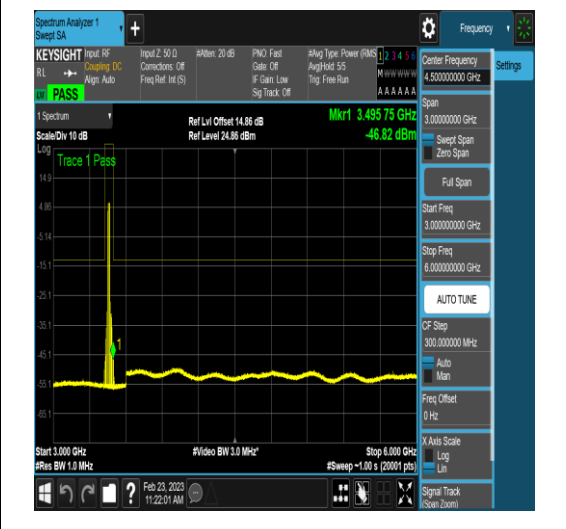 Spectrum Analyzer 1
Swept SA
+
Frequency
KEYSIGHT
RL
PASS
Input: RF
Coupling: DC
Align: Auto
Input Z: 50 Ω
Corrections: Off
Freq Ref: Int (S)
#Atten: 20 dB
PNO: Fast
Gate: Off
IF Gain: Low
Sig Track: Off
#Avg Type: Power (RMS)
Avg|Hold: 5/5
Trig: Free Run
1 2 3 4 5 6
M W W W W W
A A A A A A
1 Spectrum
Scale/Div 10 dB
Ref Lvl Offset 14.86 dB
Ref Level 24.86 dBm
Mkr1 3.495 75 GHz
-46.82 dBm
Log
Trace 1 Pass
14.9
4.86
-5.14
-15.1
-25.1
-35.1
-45.1
-55.1
-65.1
1
Start 3.000 GHz
#Res BW 1.0 MHz
#Video BW 3.0 MHz*
Stop 6.000 GHz
#Sweep ~1.00 s (20001 pts)
?
Feb 23, 2023
11:22:01 AM
Center Frequency
4.500000000 GHz
Settings
Span
3.00000000 GHz
Swept Span
Zero Span
Full Span
Start Freq
3.000000000 GHz
Stop Freq
6.000000000 GHz
AUTO TUNE
CF Step
300.000000 MHz
Auto
Man
Freq Offset
0 Hz
X Axis Scale
Log
Lin
Signal Track
(Span Zoom)